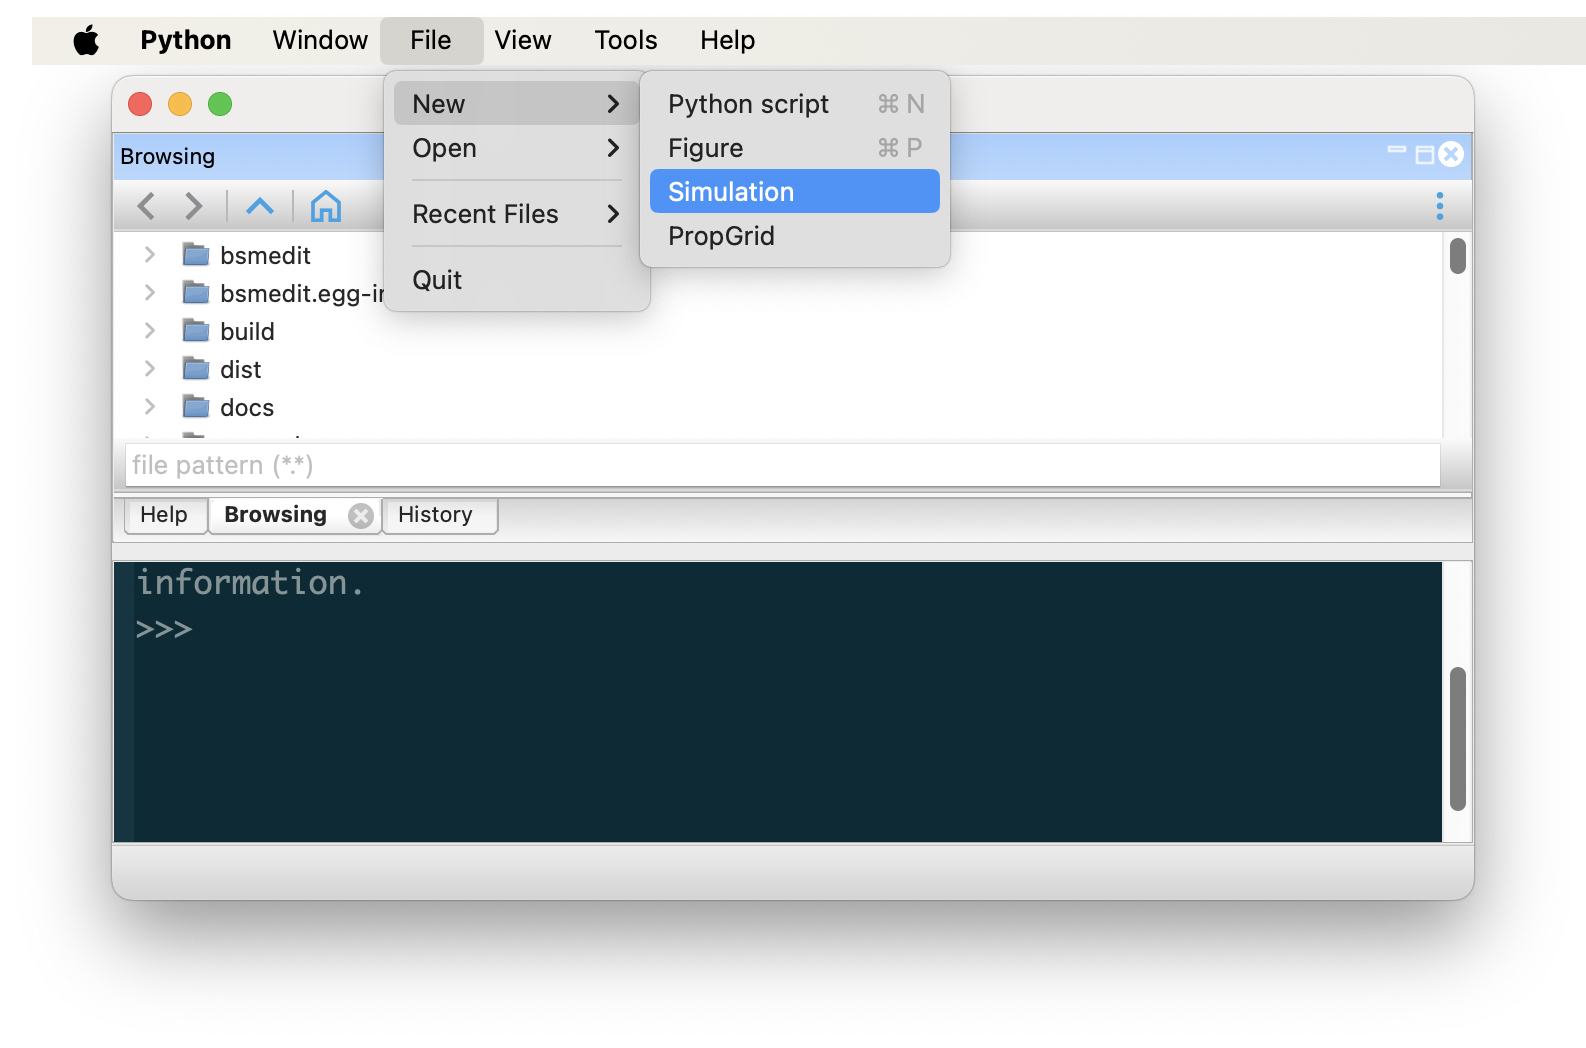 Python Window File View Tools Help
New
Open
Recent Files
Quit
Python script ⌘ N
Figure ⌘ P
Simulation
PropGrid
Browsing
bsmedit
bsmedit.egg-i
build
dist
docs
file pattern (*.*)
Help Browsing History
information.
>>>